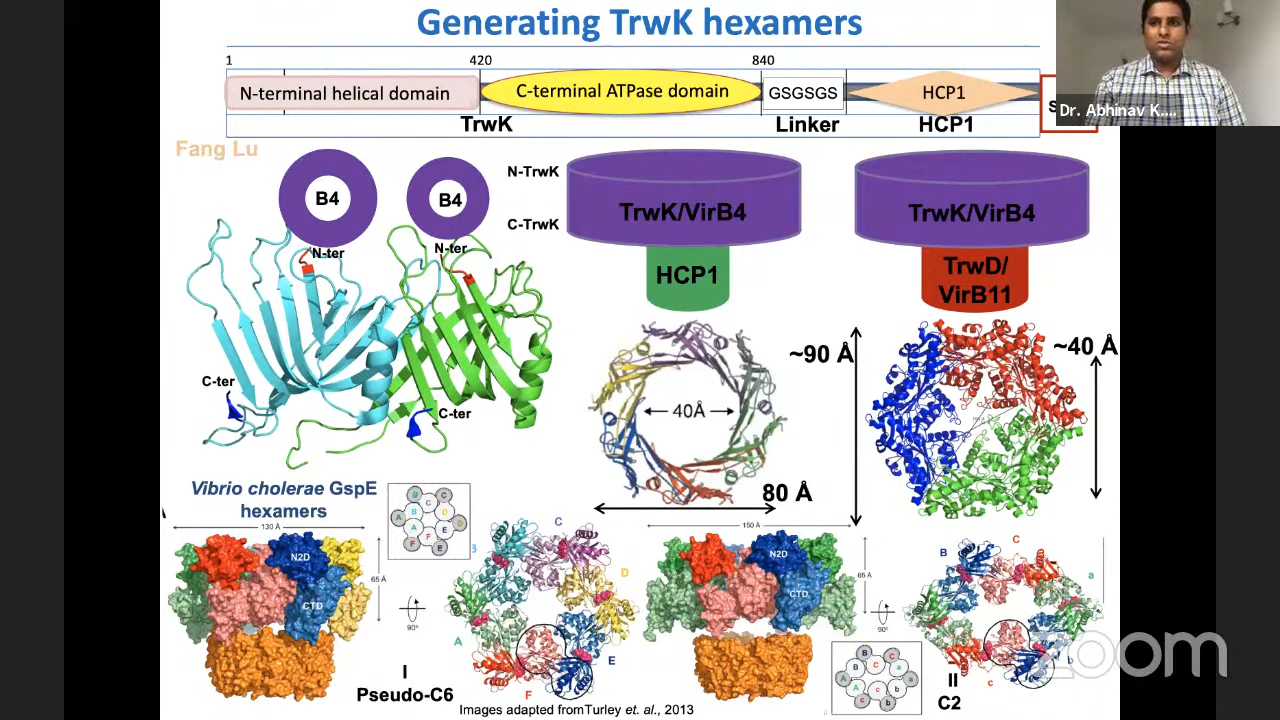 Generating TrwK hexamers
1 420 840
N-terminal helical domain
C-terminal ATPase domain
GSGSGS
HCP1
S
TrwK
Linker
HCP1
Dr. Abhinav K....
Fang Lu
B4
B4
N-ter
N-ter
C-ter
C-ter
N-TrwK
C-TrwK
TrwK/VirB4
HCP1
TrwK/VirB4
TrwD/
VirB11
40Å
80 Å
~90 Å
~40 Å
Vibrio cholerae GspE
hexamers
130 Å
N2D
CTD
65 Å
90°
B C
B C
A A D D
F F E E
B
C
D
A
E
F
I
Pseudo-C6
150 Å
N2D
CTD
65 Å
90°
B C
B C a a
A A c b
c b
B
C
a
b
c
II
C2
Images adapted fromTurley et. al., 2013
zoom